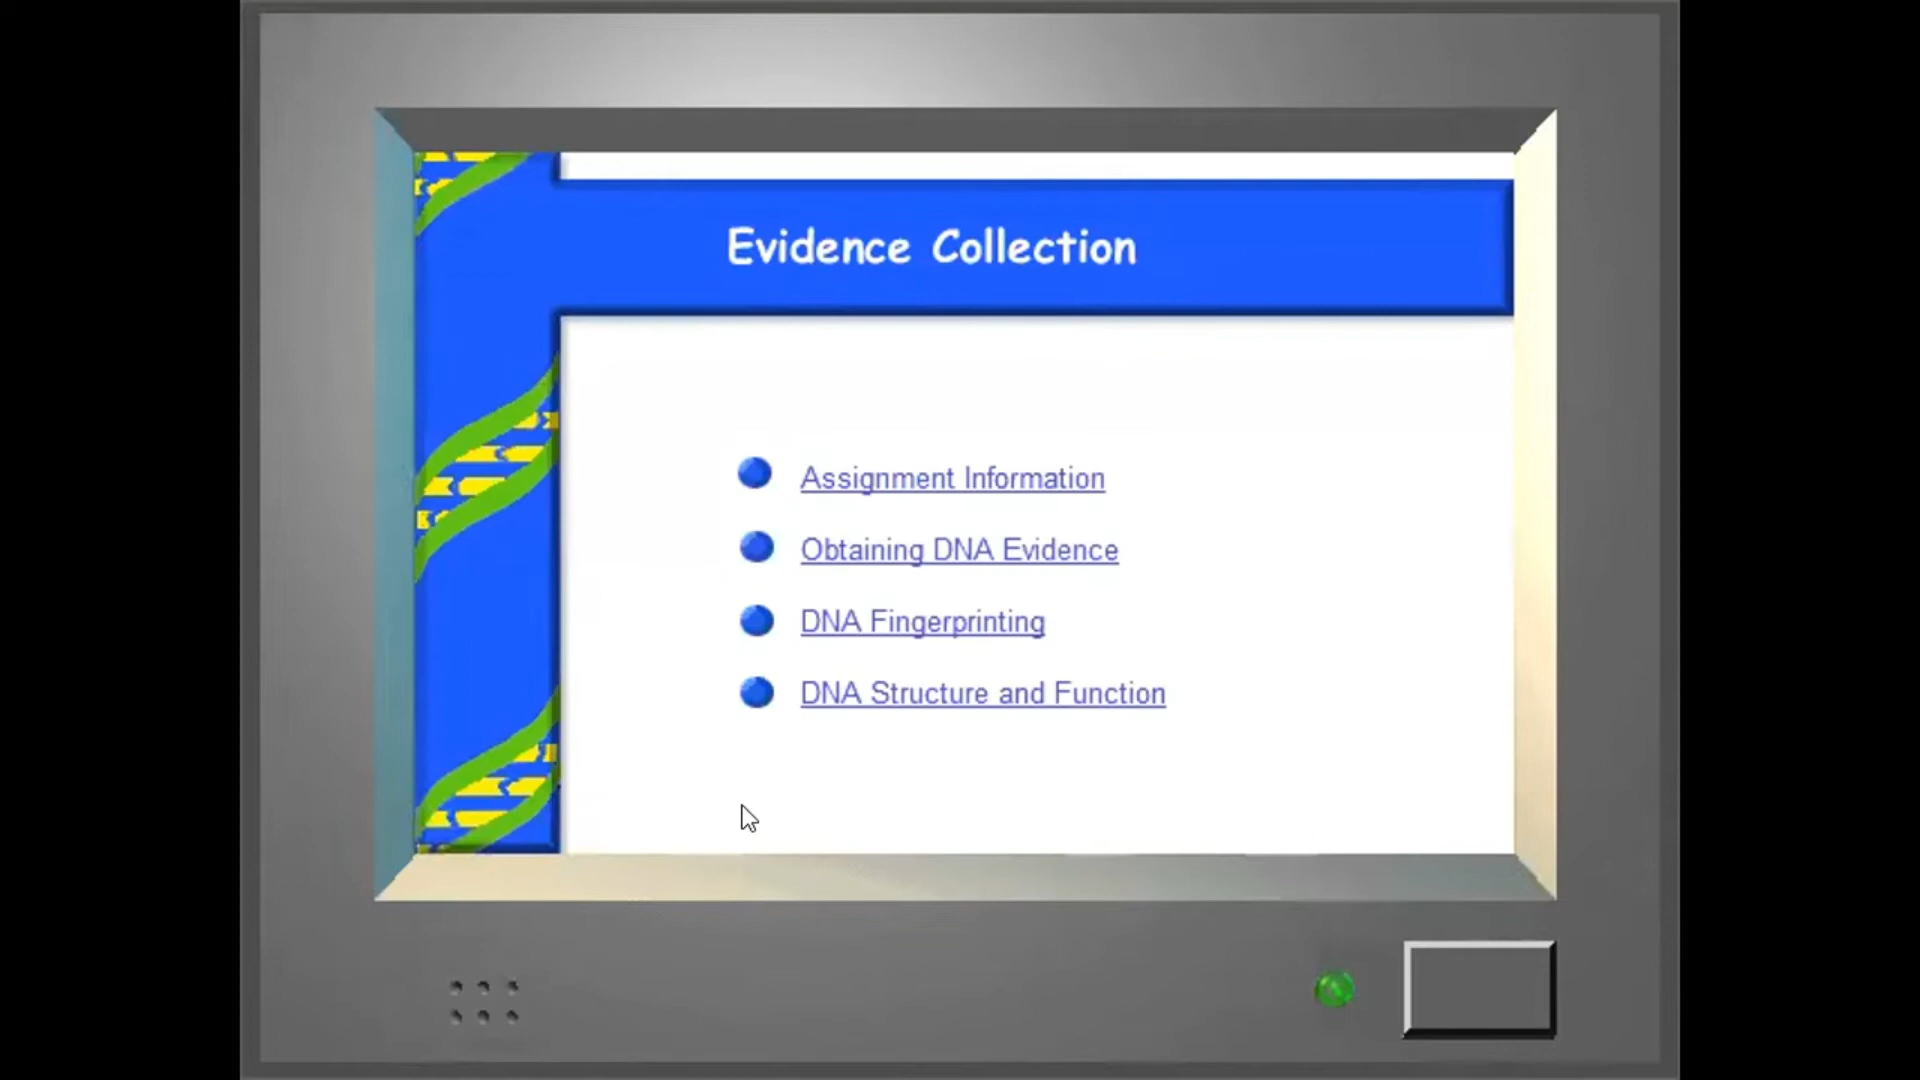 Evidence Collection
Assignment Information
Obtaining DNA Evidence
DNA Fingerprinting
DNA Structure and Function